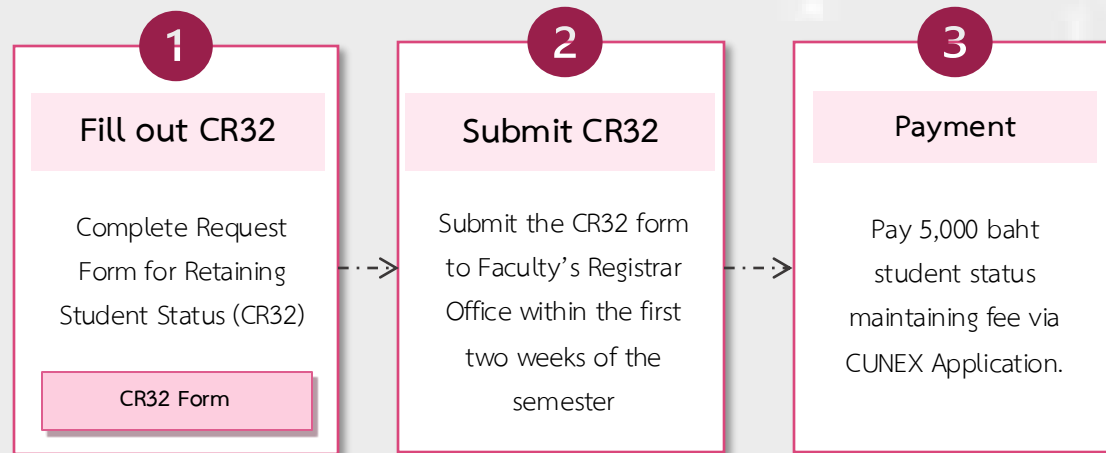 1
Fill out CR32
Complete Request
Form for Retaining
Student Status (CR32)
CR32 Form
2
Submit CR32
Submit the CR32 form
to Faculty’s Registrar
Office within the first
two weeks of the
semester
3
Payment
Pay 5,000 baht
student status
maintaining fee via
CUNEX Application.